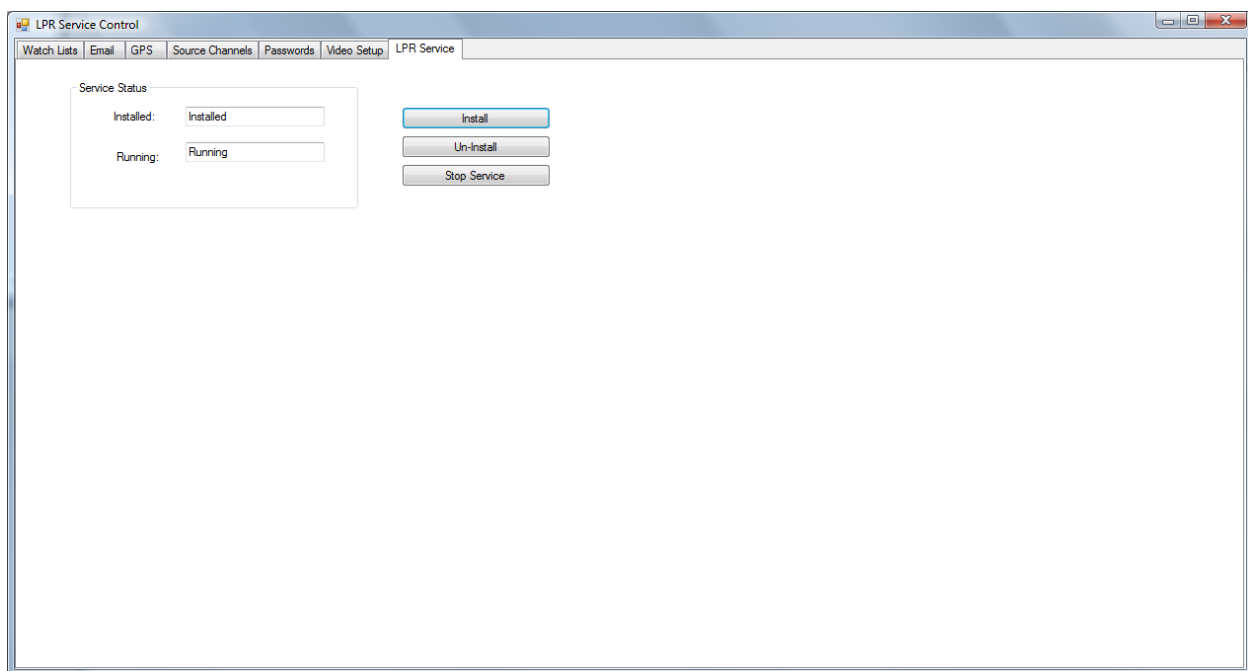 LPR Service Control
Watch Lists Email GPS Source Channels Passwords Video Setup LPR Service
Service Status
Installed: Installed
Running: Running
Install
Un-Install
Stop Service